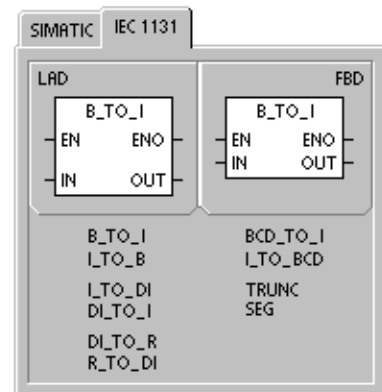 SIMATIC IEC 1131
LAD FBD
B_TO_I B_TO_I
EN ENO EN ENO
IN OUT IN OUT
B_TO_I BCD_TO_I
I_TO_B I_TO_BCD
I_TO_DI TRUNC
DI_TO_I SEG
DI_TO_R
R_TO_DI